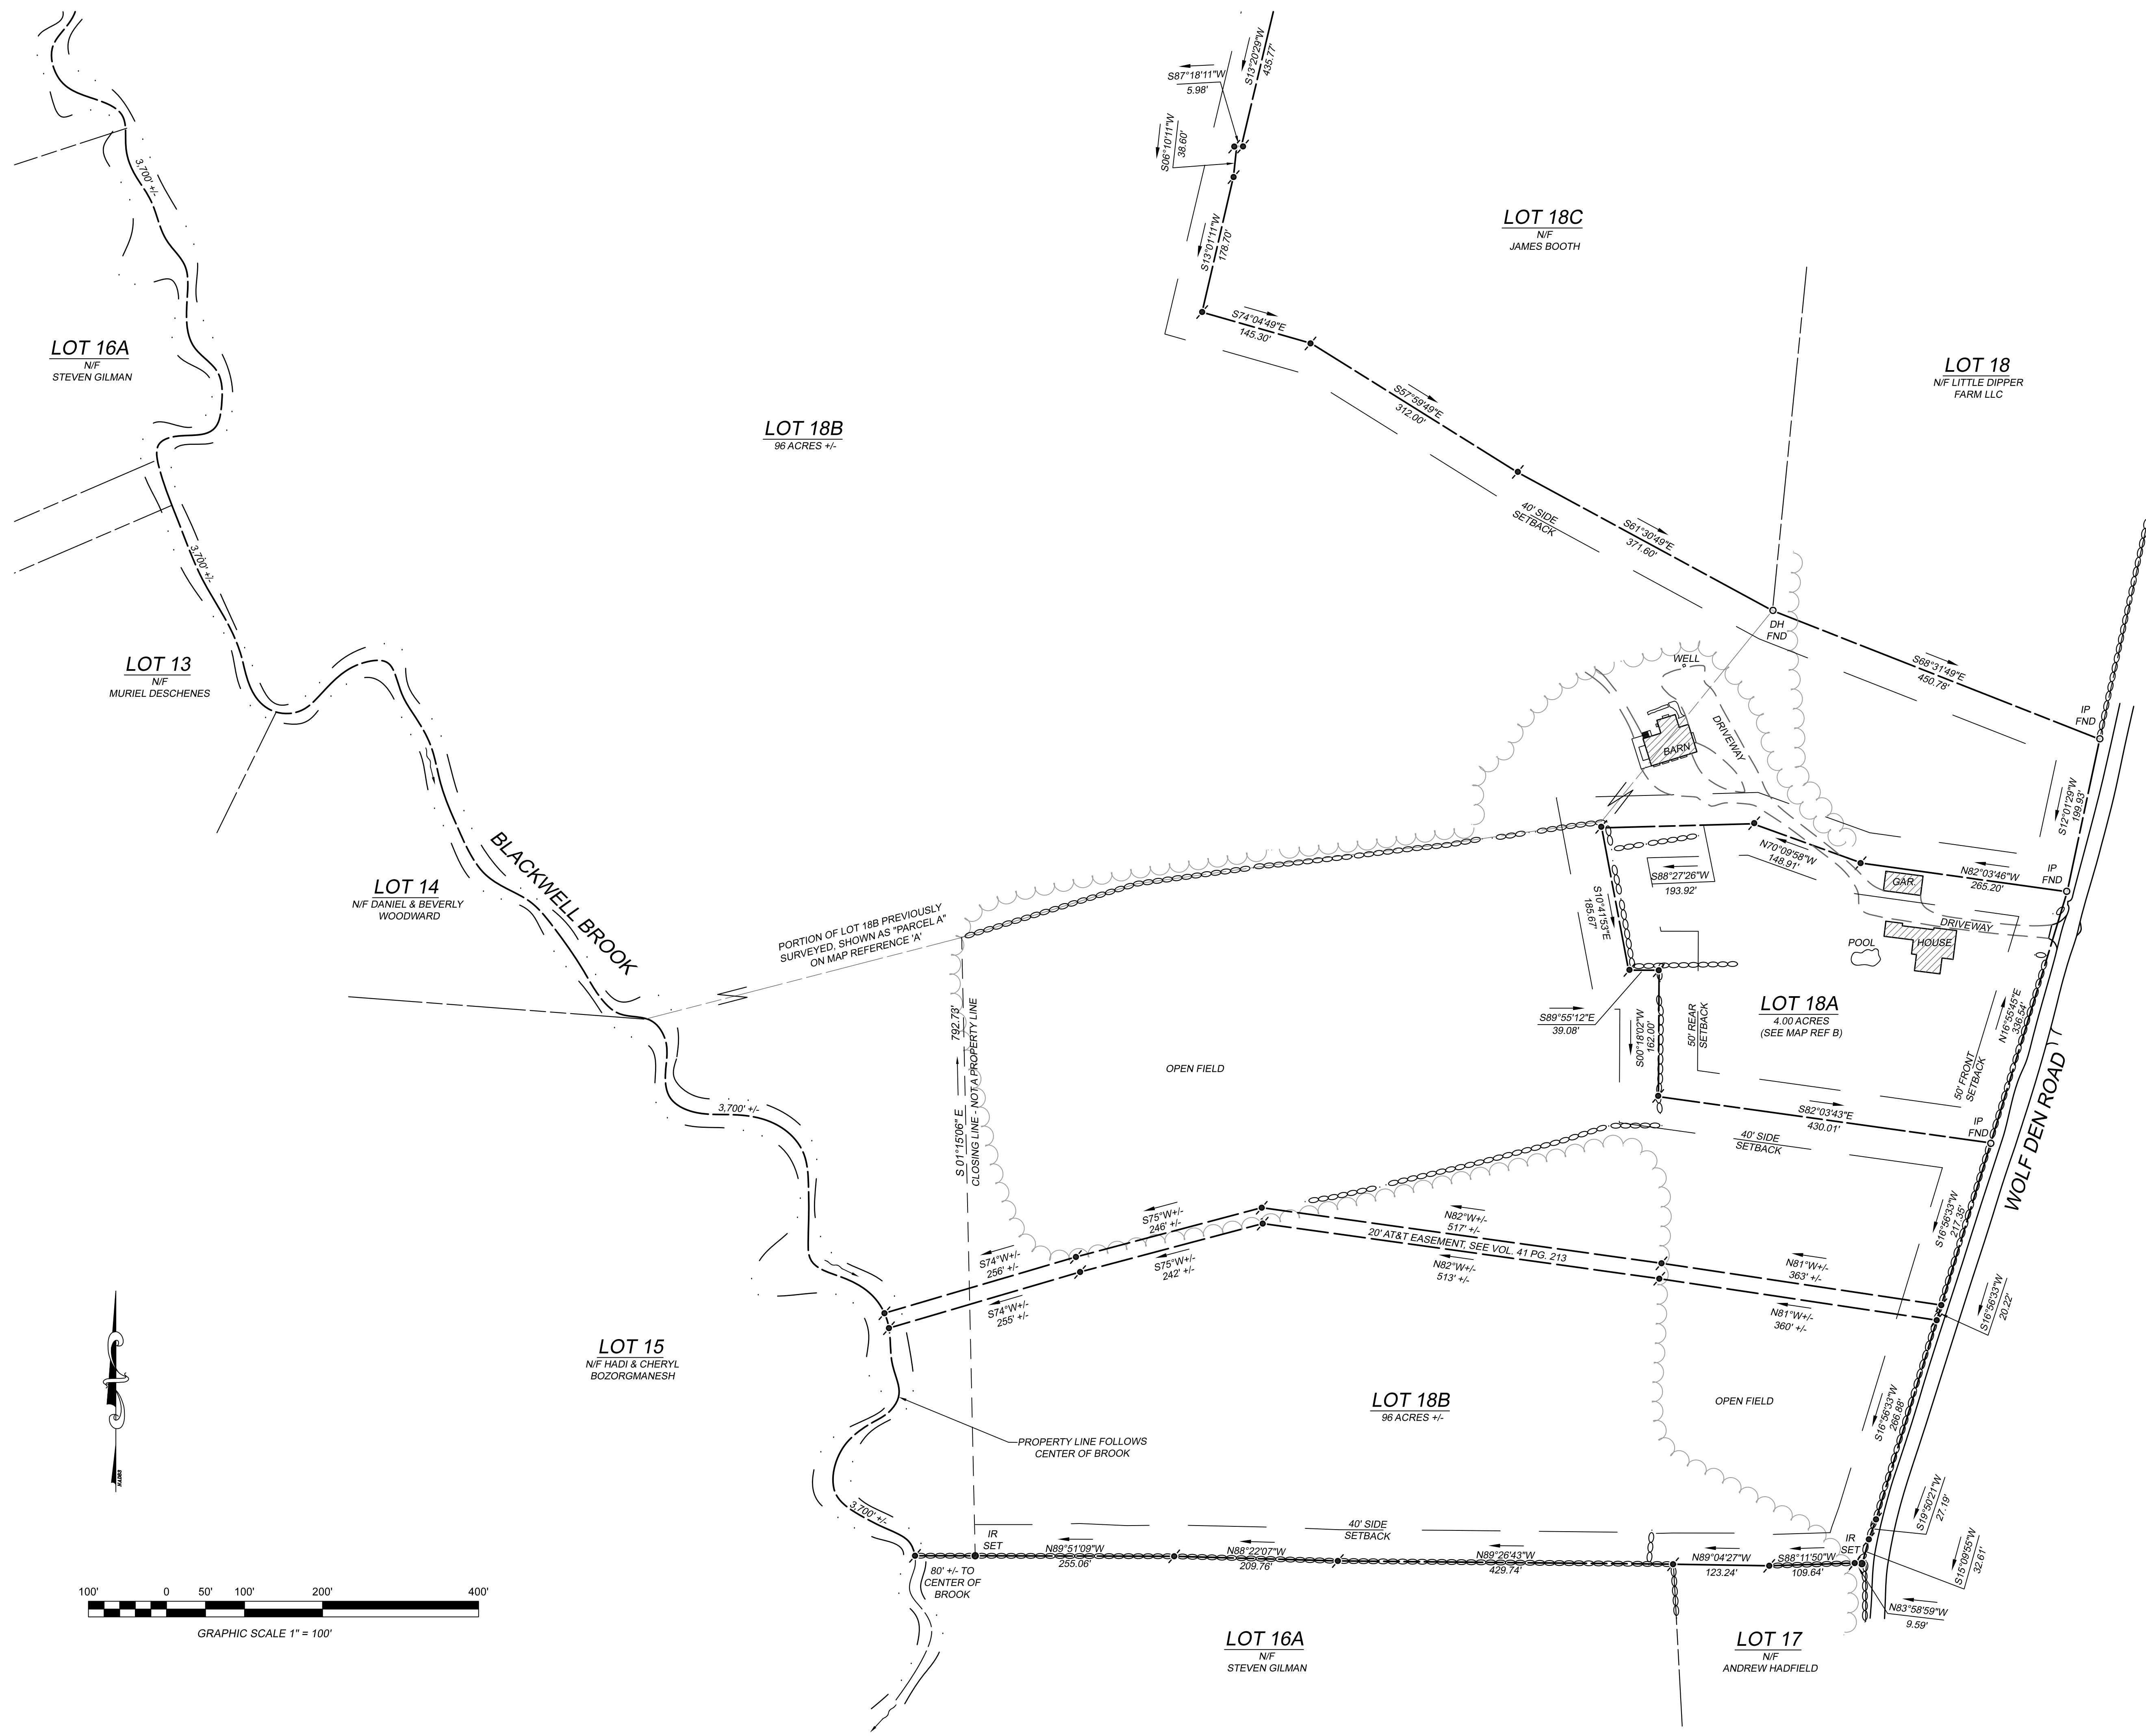 S13°20'29"W
435.77'
S87°18'11"W
5.98'
S06°10'11"W
38.60'
S13°01'11"W
178.70'
3,700' +/-
LOT 18C
N/F
JAMES BOOTH
S74°04'49"E
145.30'
LOT 16A
N/F
STEVEN GILMAN
LOT 18
N/F LITTLE DIPPER
FARM LLC
LOT 18B
96 ACRES +/-
S57°59'49"E
312.00'
40' SIDE
SETBACK
S61°30'49"E
371.60'
3,700' +/-
DH
FND
LOT 13
N/F
MURIEL DESCHENES
WELL
S68°31'49"E
450.78'
IP
FND
DRIVEWAY
BARN
S12°01'29"W
199.93'
BLACKWELL BROOK
LOT 14
N/F DANIEL & BEVERLY
WOODWARD
N70°09'58"W
148.91'
S88°27'26"W
193.92'
N82°03'46"W
265.20'
IP
FND
GAR.
S10°41'53"E
185.67'
PORTION OF LOT 18B PREVIOUSLY
SURVEYED, SHOWN AS "PARCEL A"
ON MAP REFERENCE 'A'
DRIVEWAY
POOL
HOUSE
S 01°15'06" E
792.73'
CLOSING LINE - NOT A PROPERTY LINE
S89°55'12"E
39.08'
S00°18'02"W
162.00'
50' REAR
SETBACK
LOT 18A
4.00 ACRES
(SEE MAP REF B)
N16°55'45"E
336.54'
50' FRONT
SETBACK
OPEN FIELD
3,700' +/-
S82°03'43"E
430.01'
IP
FND
40' SIDE
SETBACK
WOLF DEN ROAD
S75°W+/-
246' +/-
N82°W+/-
517' +/-
S16°56'33"W
217.35'
S74°W+/-
256' +/-
20' AT&T EASEMENT, SEE VOL. 41 PG. 213
S75°W+/-
242' +/-
N82°W+/-
513' +/-
N81°W+/-
363' +/-
S74°W+/-
255' +/-
N81°W+/-
360' +/-
S16°56'33"W
20.22'
LOT 15
N/F HADI & CHERYL
BOZORGMANESH
LOT 18B
96 ACRES +/-
OPEN FIELD
S16°56'33"W
266.88'
PROPERTY LINE FOLLOWS
CENTER OF BROOK
NORTH
3,700' +/-
S19°50'21"W
27.19'
40' SIDE
SETBACK
IR
SET
N89°51'09"W
255.06'
N88°22'07"W
209.76'
N89°26'43"W
429.74'
N89°04'27"W
123.24'
S88°11'50"W
109.64'
IR
SET
S15°09'55"W
32.61'
80' +/- TO
CENTER OF
BROOK
N83°58'59"W
9.59'
100' 0 50' 100' 200' 400'
GRAPHIC SCALE 1" = 100'
LOT 16A
N/F
STEVEN GILMAN
LOT 17
N/F
ANDREW HADFIELD